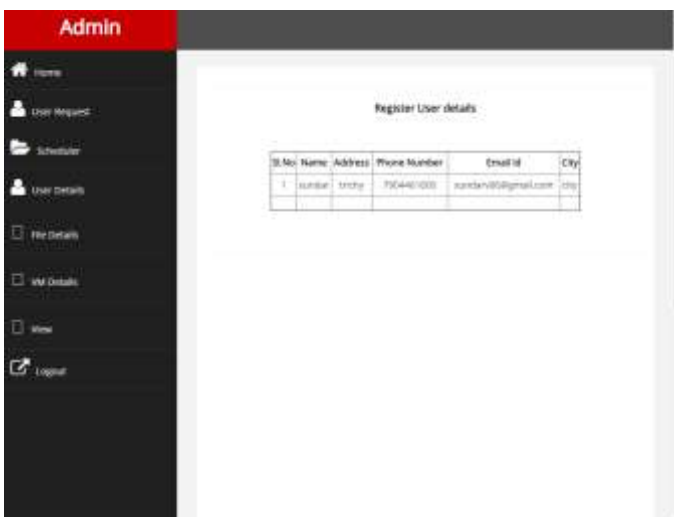 Admin
Home
User Request
Scheduler
User Details
File Details
VM Details
View
Logout
Register User details
Sl.No Name Address Phone Number Email Id City
1 sundar trichy city